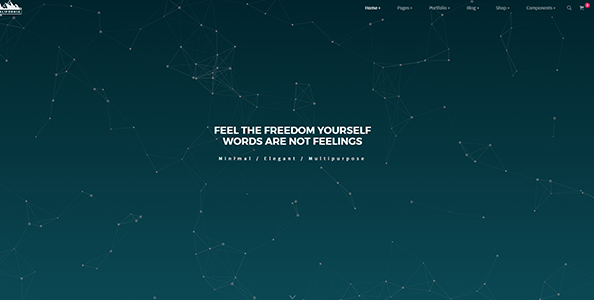 Home + Pages + Portfolio + Blog + Shop + Components +
FEEL THE FREEDOM YOURSELF
WORDS ARE NOT FEELINGS
Minimal / Elegant / Multipurpose